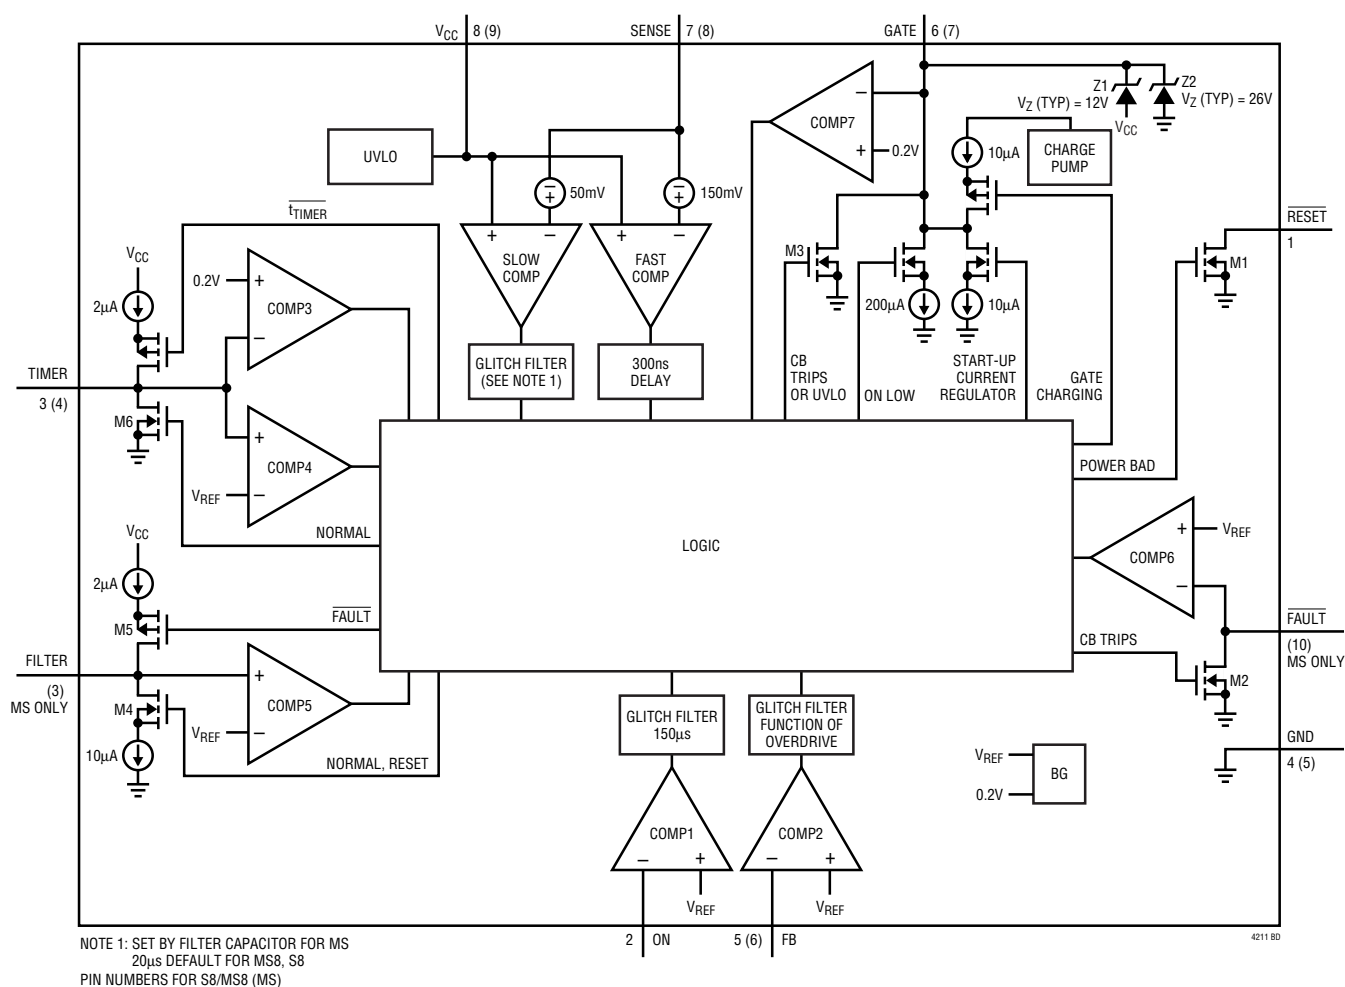 VCC 8 (9)
SENSE 7 (8)
GATE 6 (7)
Z1
VZ (TYP) = 12V
VCC
Z2
VZ (TYP) = 26V
COMP7
−
+
0.2V
10µA
CHARGE
PUMP
UVLO
−
+
50mV
−
+
150mV
tTIMER
+
−
SLOW
COMP
+
−
FAST
COMP
RESET
1
M3
M1
VCC
2µA
0.2V
+
−
COMP3
200µA
10µA
TIMER
3 (4)
M6
GLITCH FILTER
(SEE NOTE 1)
300ns
DELAY
CB
TRIPS
OR UVLO
ON LOW
START-UP
CURRENT
REGULATOR
GATE
CHARGING
+
−
COMP4
VREF
NORMAL
POWER BAD
LOGIC
COMP6
+
−
VREF
VCC
2µA
M5
FAULT
FILTER
(3)
MS ONLY
+
−
COMP5
VREF
M4
10µA
NORMAL, RESET
CB TRIPS
FAULT
(10)
MS ONLY
M2
GND
4 (5)
GLITCH FILTER
150µs
GLITCH FILTER
FUNCTION OF
OVERDRIVE
VREF
0.2V
BG
COMP1
−
+
VREF
COMP2
−
+
VREF
2 ON
5 (6) FB
4211 BD
NOTE 1: SET BY FILTER CAPACITOR FOR MS
20µs DEFAULT FOR MS8, S8
PIN NUMBERS FOR S8/MS8 (MS)